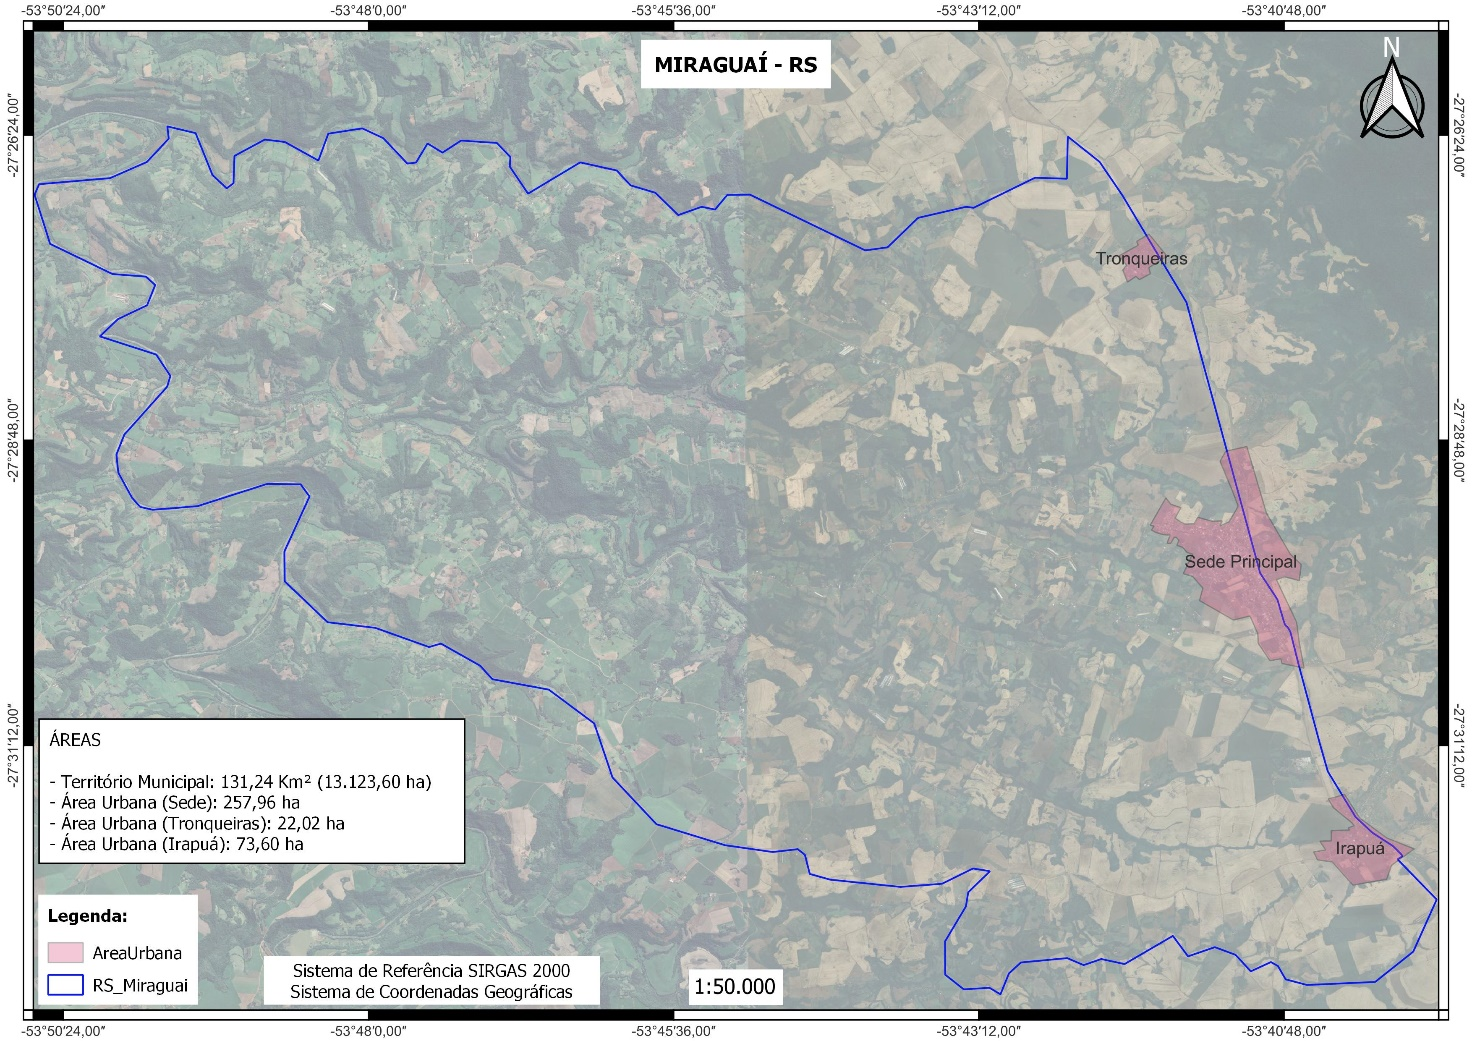 -53°50′24,00″ -53°48′0,00″ -53°45′36,00″ -53°43′12,00″ -53°40′48,00″
MIRAGUAÍ - RS
N
-27°26′24,00″
-27°26′24,00″
Tronqueiras
-27°28′48,00″
-27°28′48,00″
Sede Principal
-27°31′12,00″
-27°31′12,00″
ÁREAS
- Território Municipal: 131,24 Km² (13.123,60 ha)
- Área Urbana (Sede): 257,96 ha
- Área Urbana (Tronqueiras): 22,02 ha
- Área Urbana (Irapuá): 73,60 ha
Irapuá
Legenda:
AreaUrbana
RS_Miraguai
Sistema de Referência SIRGAS 2000
Sistema de Coordenadas Geográficas
1:50.000
-53°50′24,00″ -53°48′0,00″ -53°45′36,00″ -53°43′12,00″ -53°40′48,00″